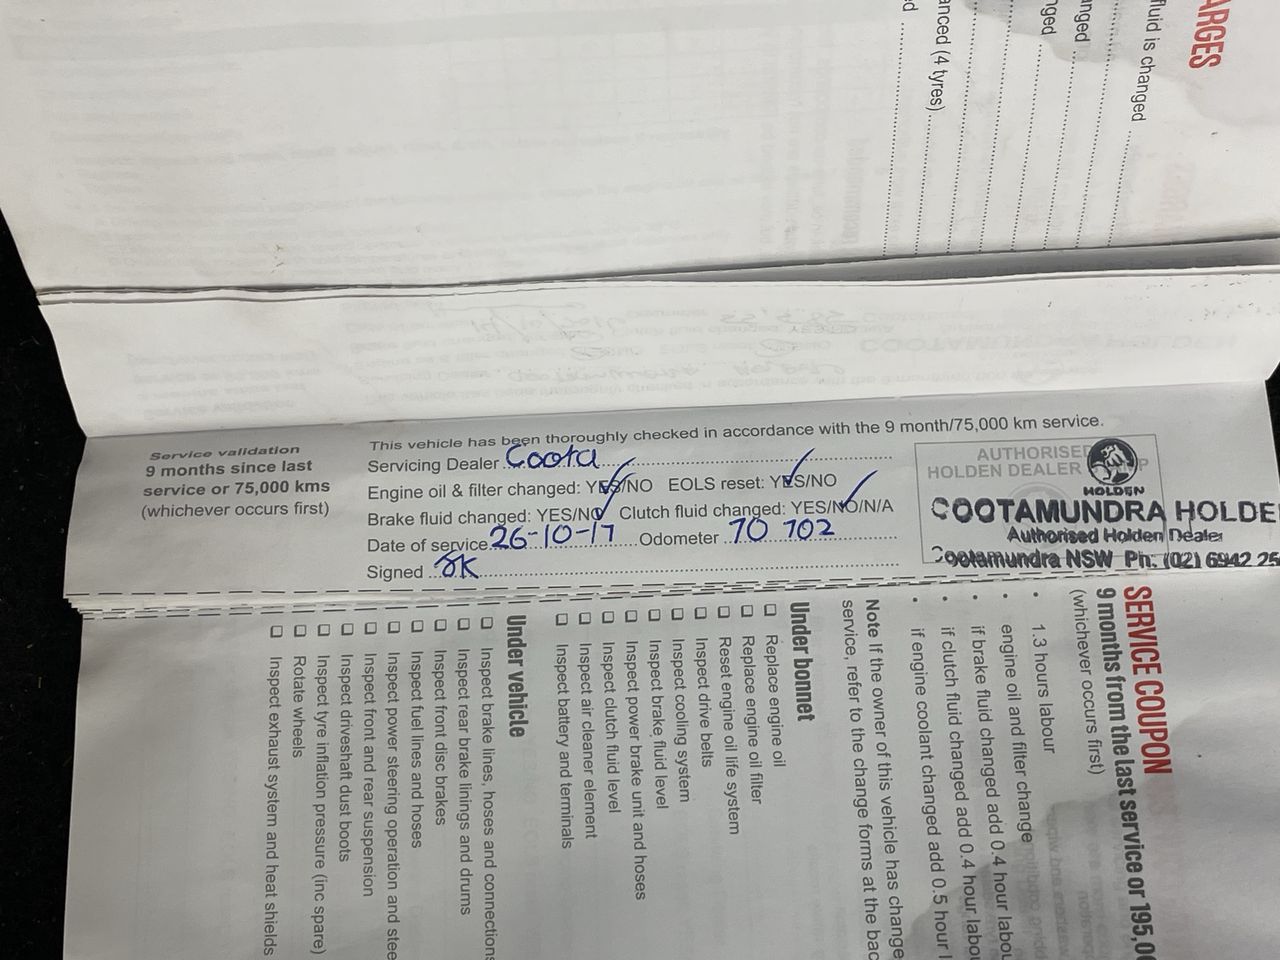 ARGES
fluid is changed
anged
nged
anced (4 tyres)
d
Service validation
9 months since last
service or 75,000 kms
(whichever occurs first)
This vehicle has been thoroughly checked in accordance with the 9 month/75,000 km service.
Servicing Dealer Coota
Engine oil & filter changed: YES/NO EOLS reset: YES/NO
Brake fluid changed: YES/NO Clutch fluid changed: YES/NO/N/A
Date of service 26-10-17 Odometer 70 702
Signed
AUTHORISED
HOLDEN DEALER
HOLDEN
COOTAMUNDRA HOLDE
Authorised Holden Dealer
Cootamundra NSW Ph: (02) 6942 25
SERVICE COUPON
9 months from the last service or 195,0
(whichever occurs first)
• 1.3 hours labour
• engine oil and filter change
• if brake fluid changed add 0.4 hour labou
• if clutch fluid changed add 0.4 hour labou
• if engine coolant changed add 0.5 hour l
Note If the owner of this vehicle has change
service, refer to the change forms at the bac
Under bonnet
❑ Replace engine oil
❑ Replace engine oil filter
❑ Reset engine oil life system
❑ Inspect drive belts
❑ Inspect cooling system
❑ Inspect brake fluid level
❑ Inspect power brake unit and hoses
❑ Inspect clutch fluid level
❑ Inspect air cleaner element
❑ Inspect battery and terminals
Under vehicle
❑ Inspect brake lines, hoses and connections
❑ Inspect rear brake linings and drums
❑ Inspect front disc brakes
❑ Inspect fuel lines and hoses
❑ Inspect power steering operation and stee
❑ Inspect front and rear suspension
❑ Inspect driveshaft dust boots
❑ Inspect tyre inflation pressure (inc spare)
❑ Rotate wheels
❑ Inspect exhaust system and heat shields